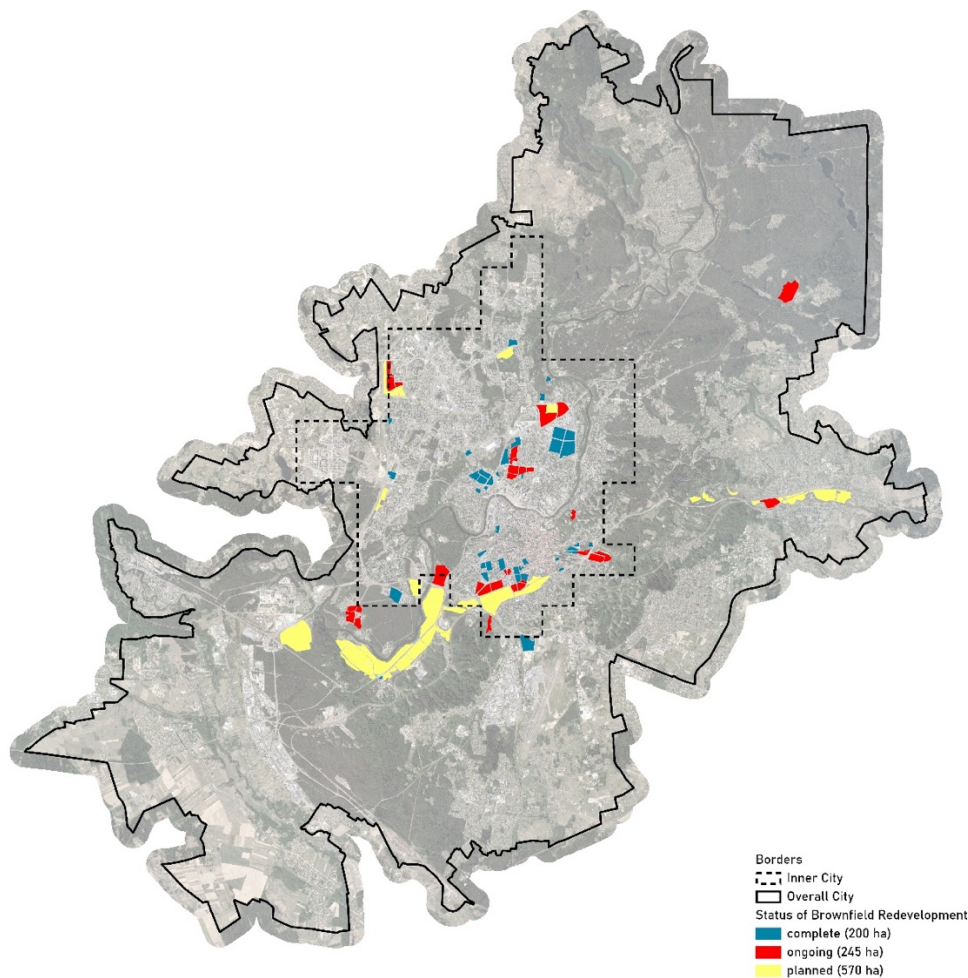 Borders
Inner City
Overall City
Status of Brownfield Redevelopment
complete (200 ha)
ongoing (245 ha)
planned (570 ha)